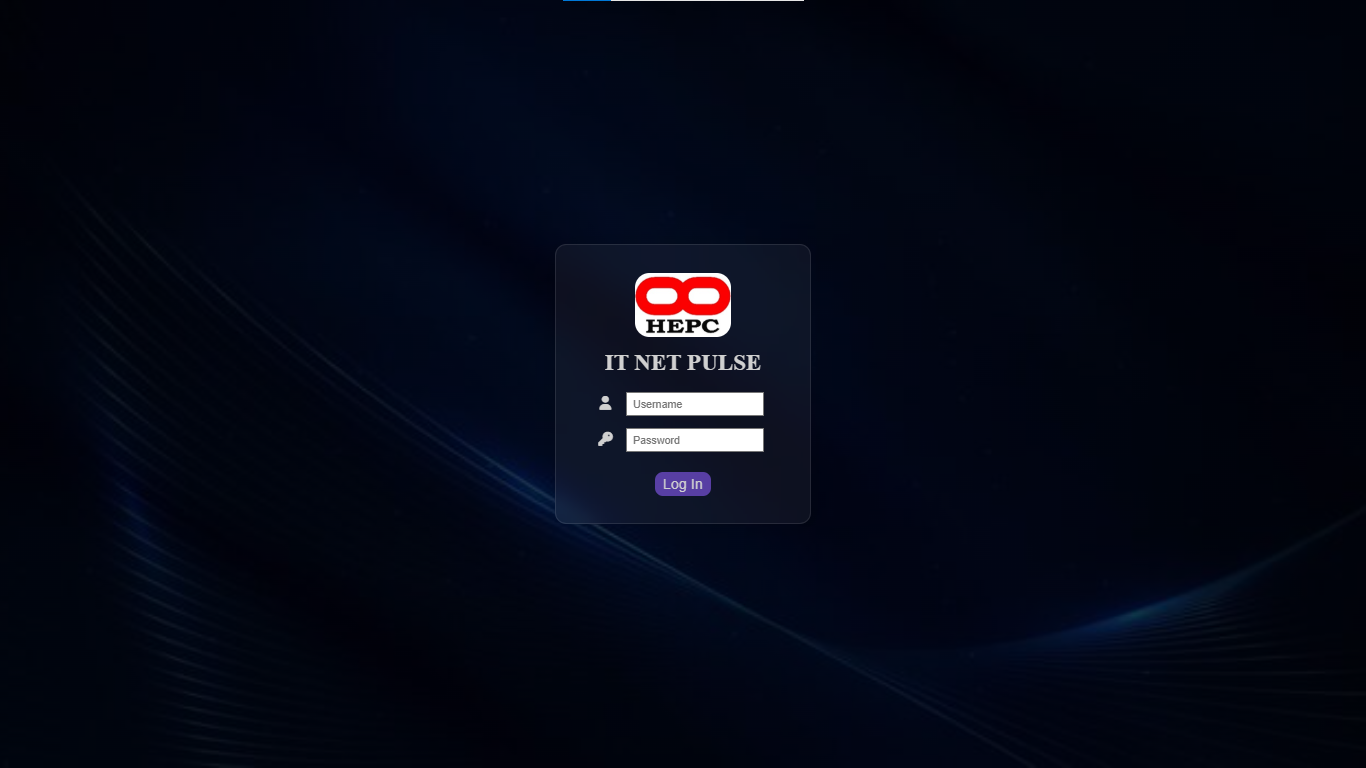 HEPC
IT NET PULSE
Username
Password
Log In